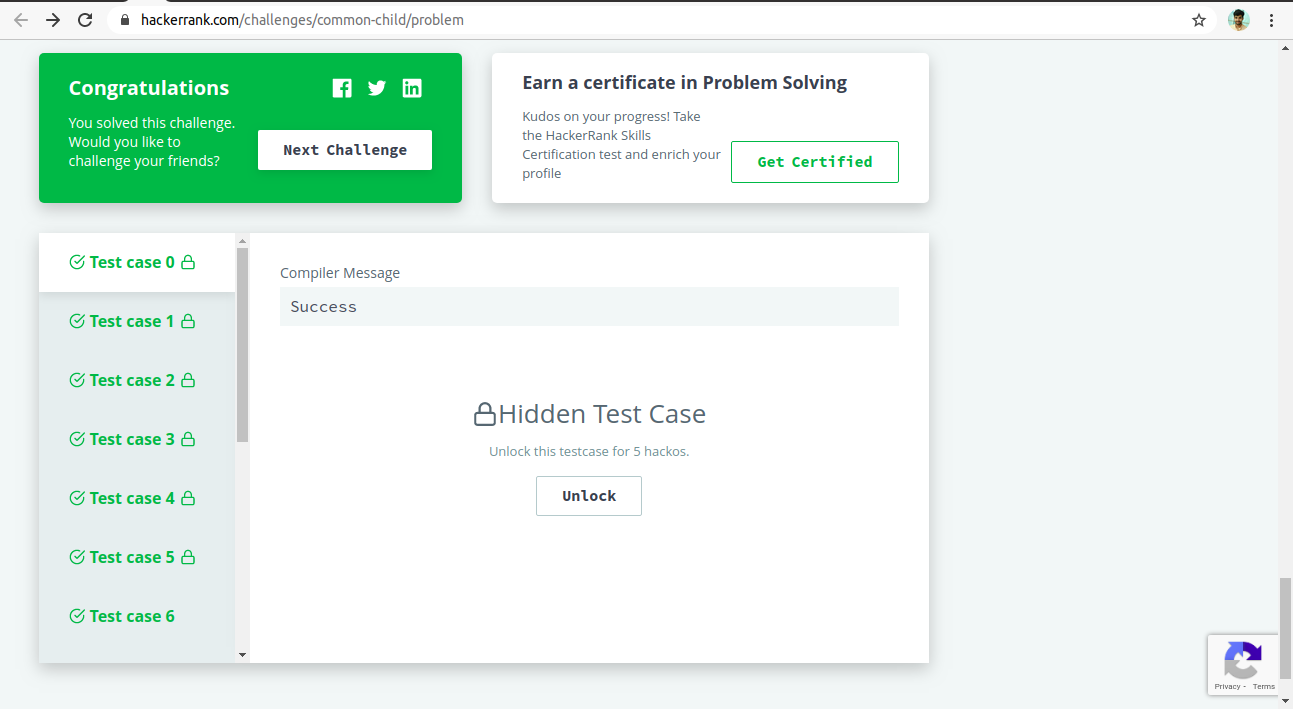 hackerrank.com/challenges/common-child/problem
Congratulations
You solved this challenge.
Would you like to
challenge your friends?
Next Challenge
Earn a certificate in Problem Solving
Kudos on your progress! Take
the HackerRank Skills
Certification test and enrich your
profile
Get Certified
Test case 0
Test case 1
Test case 2
Test case 3
Test case 4
Test case 5
Test case 6
Compiler Message
Success
Hidden Test Case
Unlock this testcase for 5 hackos.
Unlock
Privacy - Terms